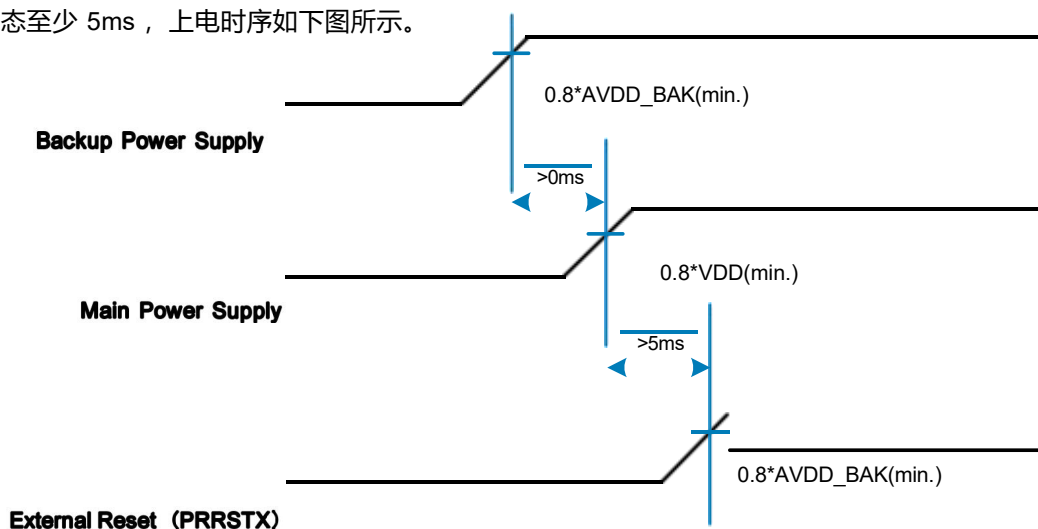 态至少 5ms ，上电时序如下图所示。
0.8*AVDD_BAK(min.)
Backup Power Supply
>0ms
0.8*VDD(min.)
Main Power Supply
>5ms
0.8*AVDD_BAK(min.)
External Reset（PRRSTX）